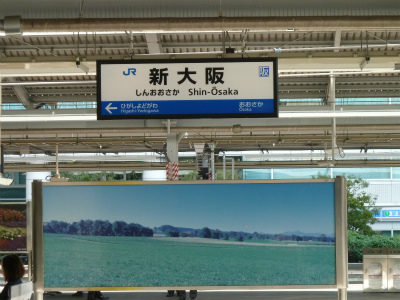 JR 新大阪
しんおおさか Shin-Ōsaka
ひがしよどがわ おおさか
Higashi-Yodogawa Ōsaka